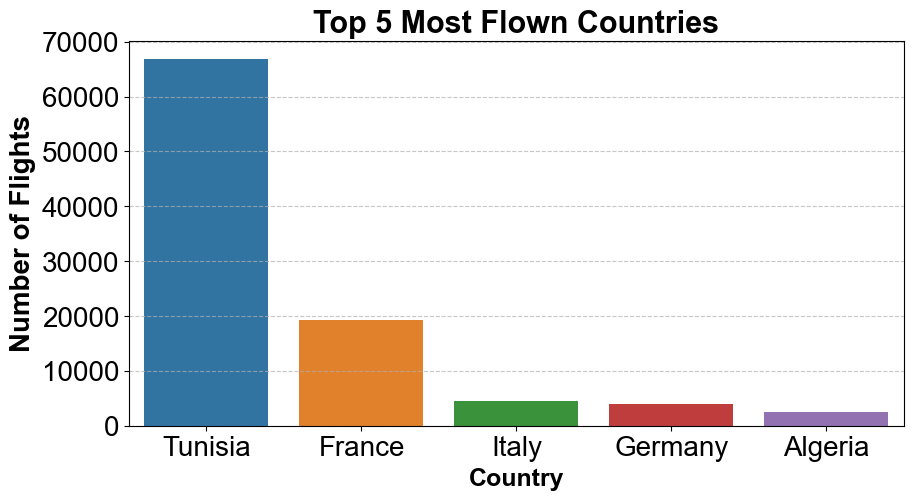 Top 5 Most Flown Countries
Number of Flights
70000
60000
50000
40000
30000
20000
10000
0
Tunisia France Italy Germany Algeria
Country